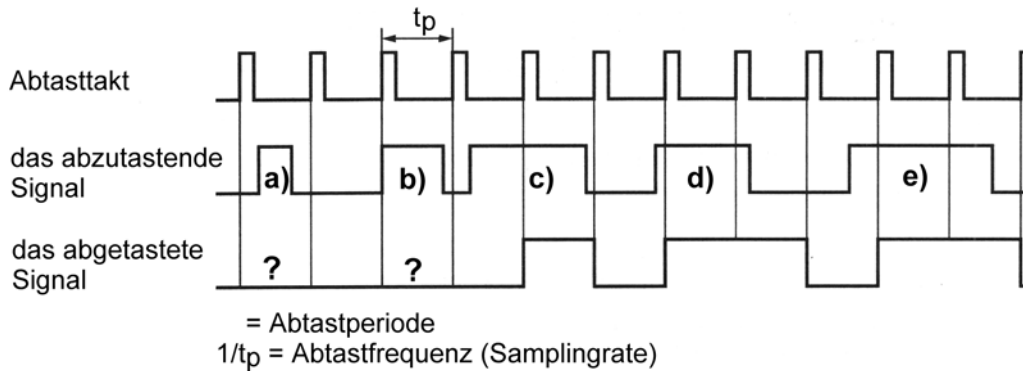 tp
Abtasttakt
das abzutastende
Signal
a)
b)
c)
d)
e)
das abgetastete
Signal
?
?
= Abtastperiode
1/tp = Abtastfrequenz (Samplingrate)